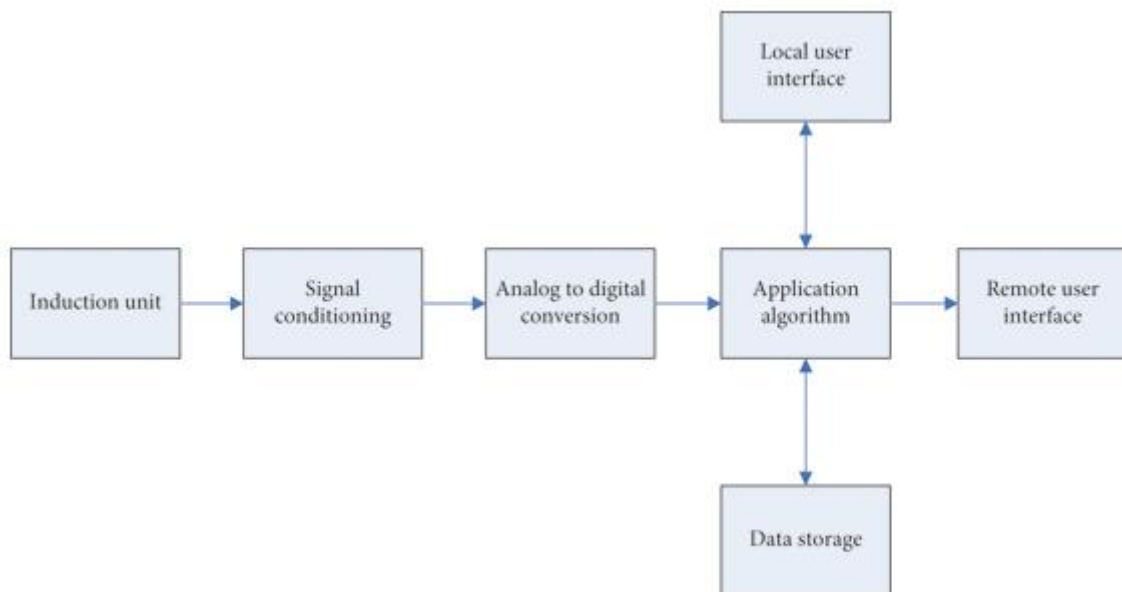 Local user
interface
Induction unit
Signal
conditioning
Analog to digital
conversion
Application
algorithm
Remote user
interface
Data storage